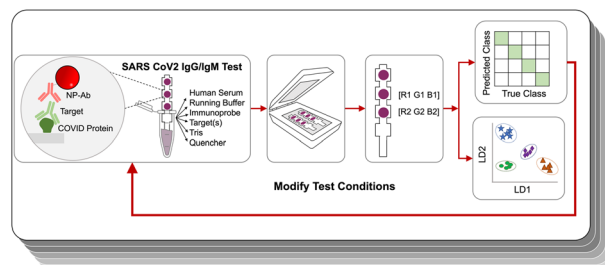 SARS CoV2 IgG/IgM Test
NP-Ab
Target
COVID Protein
Human Serum
Running Buffer
Immunoprobe
Target(s)
Tris
Quencher
[R1 G1 B1]
[R2 G2 B2]
Predicted Class
True Class
LD2
LD1
Modify Test Conditions